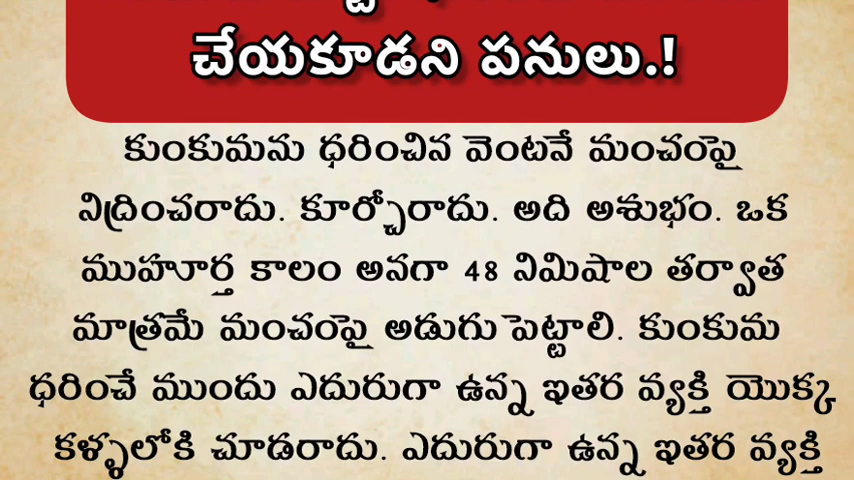 చేయకూడని పనులు.!
కుంకుమను ధరించిన వెంటనే మంచంపై
నిద్రించరాదు. కూర్చోరాదు. అది అశుభం. ఒక
ముహూర్త కాలం అనగా 48 నిమిషాల తర్వాత
మాత్రమే మంచంపై అడుగు పెట్టాలి. కుంకుమ
ధరించే ముందు ఎదురుగా ఉన్న ఇతర వ్యక్తి యొక్క
కళ్ళలోకి చూడరాదు. ఎదురుగా ఉన్న ఇతర వ్యక్తి